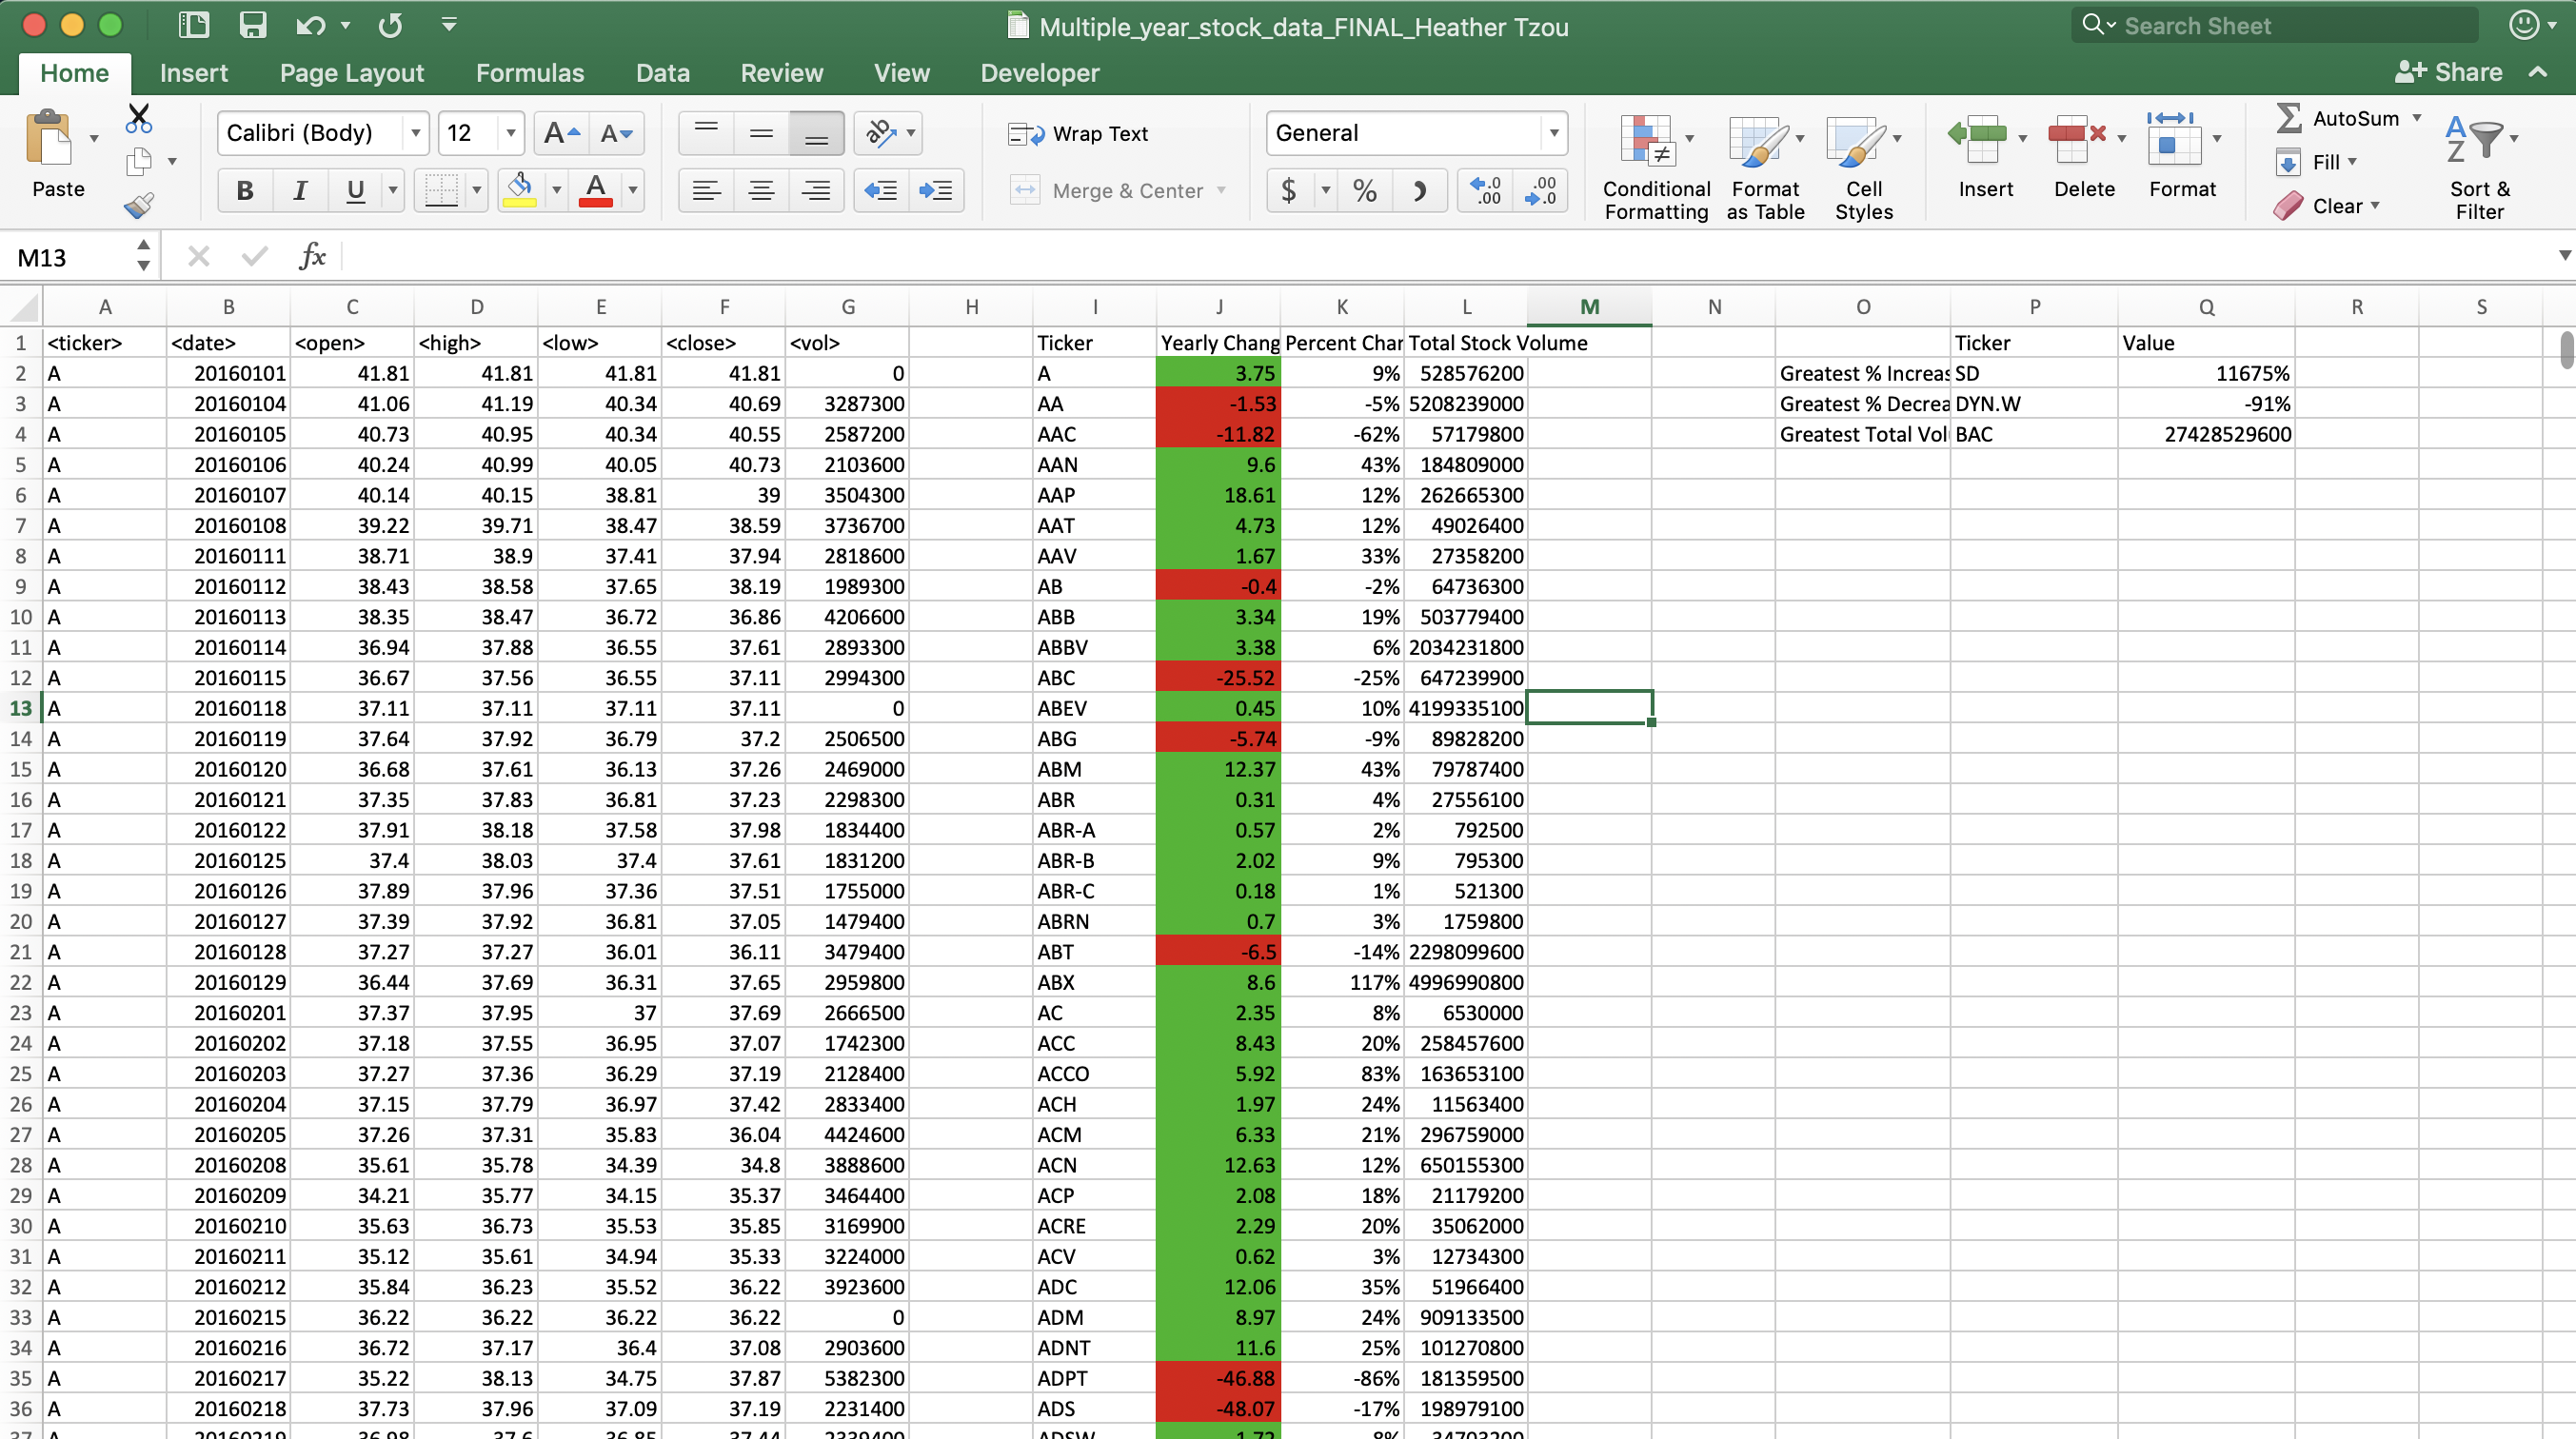 Multiple_year_stock_data_FINAL_Heather Tzou
Search Sheet
Home Insert Page Layout Formulas Data Review View Developer Share
Paste
Calibri (Body) 12 A A ab Wrap Text General
B I U A Merge & Center $ % .0 .00 .00 .0
Conditional Formatting
Format as Table
Cell Styles
Insert Delete Format
AutoSum
Fill
Clear
A Z
Sort & Filter
M13 fx
A B C D E F G H I J K L M N O P Q R S
1 <ticker> <date> <open> <high> <low> <close> <vol> Ticker Yearly Chang Percent Char Total Stock Volume Ticker Value
2 A 20160101 41.81 41.81 41.81 41.81 0 A 3.75 9% 528576200 Greatest % Increas SD 11675%
3 A 20160104 41.06 41.19 40.34 40.69 3287300 AA -1.53 -5% 5208239000 Greatest % Decrea DYN.W -91%
4 A 20160105 40.73 40.95 40.34 40.55 2587200 AAC -11.82 -62% 57179800 Greatest Total Vol BAC 27428529600
5 A 20160106 40.24 40.99 40.05 40.73 2103600 AAN 9.6 43% 184809000
6 A 20160107 40.14 40.15 38.81 39 3504300 AAP 18.61 12% 262665300
7 A 20160108 39.22 39.71 38.47 38.59 3736700 AAT 4.73 12% 49026400
8 A 20160111 38.71 38.9 37.41 37.94 2818600 AAV 1.67 33% 27358200
9 A 20160112 38.43 38.58 37.65 38.19 1989300 AB -0.4 -2% 64736300
10 A 20160113 38.35 38.47 36.72 36.86 4206600 ABB 3.34 19% 503779400
11 A 20160114 36.94 37.88 36.55 37.61 2893300 ABBV 3.38 6% 2034231800
12 A 20160115 36.67 37.56 36.55 37.11 2994300 ABC -25.52 -25% 647239900
13 A 20160118 37.11 37.11 37.11 37.11 0 ABEV 0.45 10% 4199335100
14 A 20160119 37.64 37.92 36.79 37.2 2506500 ABG -5.74 -9% 89828200
15 A 20160120 36.68 37.61 36.13 37.26 2469000 ABM 12.37 43% 79787400
16 A 20160121 37.35 37.83 36.81 37.23 2298300 ABR 0.31 4% 27556100
17 A 20160122 37.91 38.18 37.58 37.98 1834400 ABR-A 0.57 2% 792500
18 A 20160125 37.4 38.03 37.4 37.61 1831200 ABR-B 2.02 9% 795300
19 A 20160126 37.89 37.96 37.36 37.51 1755000 ABR-C 0.18 1% 521300
20 A 20160127 37.39 37.92 36.81 37.05 1479400 ABRN 0.7 3% 1759800
21 A 20160128 37.27 37.27 36.01 36.11 3479400 ABT -6.5 -14% 2298099600
22 A 20160129 36.44 37.69 36.31 37.65 2959800 ABX 8.6 117% 4996990800
23 A 20160201 37.37 37.95 37 37.69 2666500 AC 2.35 8% 6530000
24 A 20160202 37.18 37.55 36.95 37.07 1742300 ACC 8.43 20% 258457600
25 A 20160203 37.27 37.36 36.29 37.19 2128400 ACCO 5.92 83% 163653100
26 A 20160204 37.15 37.79 36.97 37.42 2833400 ACH 1.97 24% 11563400
27 A 20160205 37.26 37.31 35.83 36.04 4424600 ACM 6.33 21% 296759000
28 A 20160208 35.61 35.78 34.39 34.8 3888600 ACN 12.63 12% 650155300
29 A 20160209 34.21 35.77 34.15 35.37 3464400 ACP 2.08 18% 21179200
30 A 20160210 35.63 36.73 35.53 35.85 3169900 ACRE 2.29 20% 35062000
31 A 20160211 35.12 35.61 34.94 35.33 3224000 ACV 0.62 3% 12734300
32 A 20160212 35.84 36.23 35.52 36.22 3923600 ADC 12.06 35% 51966400
33 A 20160215 36.22 36.22 36.22 36.22 0 ADM 8.97 24% 909133500
34 A 20160216 36.72 37.17 36.4 37.08 2903600 ADNT 11.6 25% 101270800
35 A 20160217 35.22 38.13 34.75 37.87 5382300 ADPT -46.88 -86% 181359500
36 A 20160218 37.73 37.96 37.09 37.19 2231400 ADS -48.07 -17% 198979100